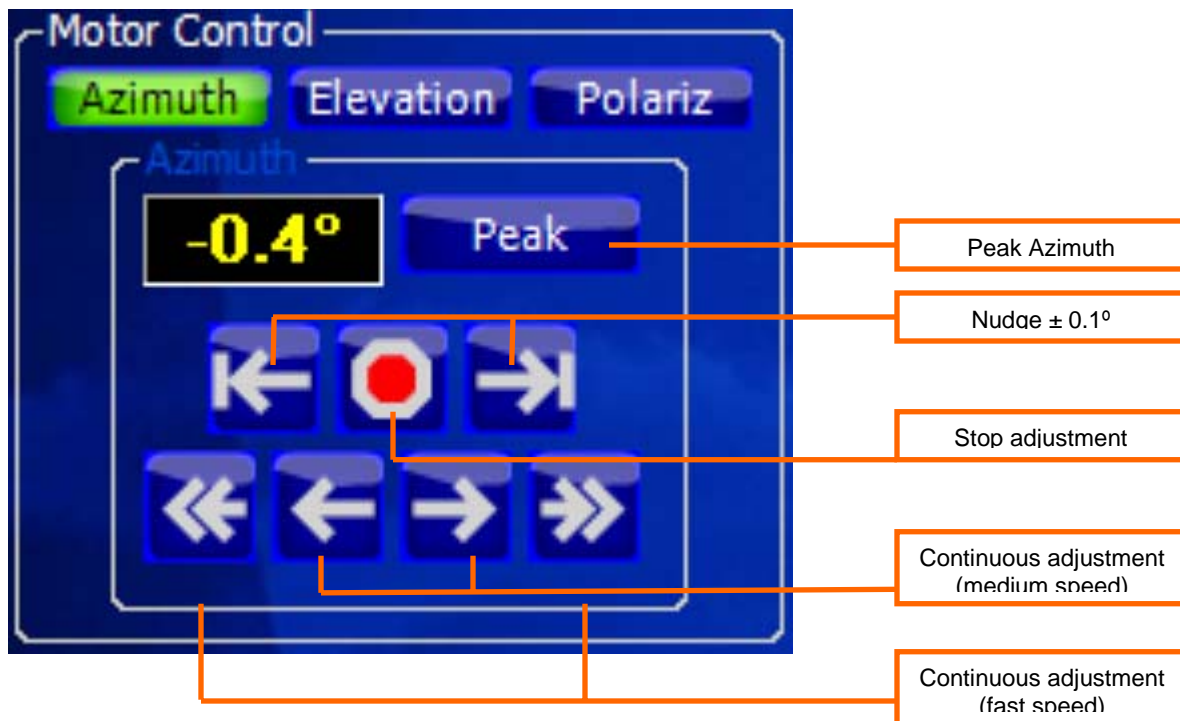 Motor Control
Azimuth Elevation Polariz
Azimuth
-0.4° Peak
Peak Azimuth
Nudge ± 0.1º
Stop adjustment
Continuous adjustment
(medium speed)
Continuous adjustment
(fast speed)